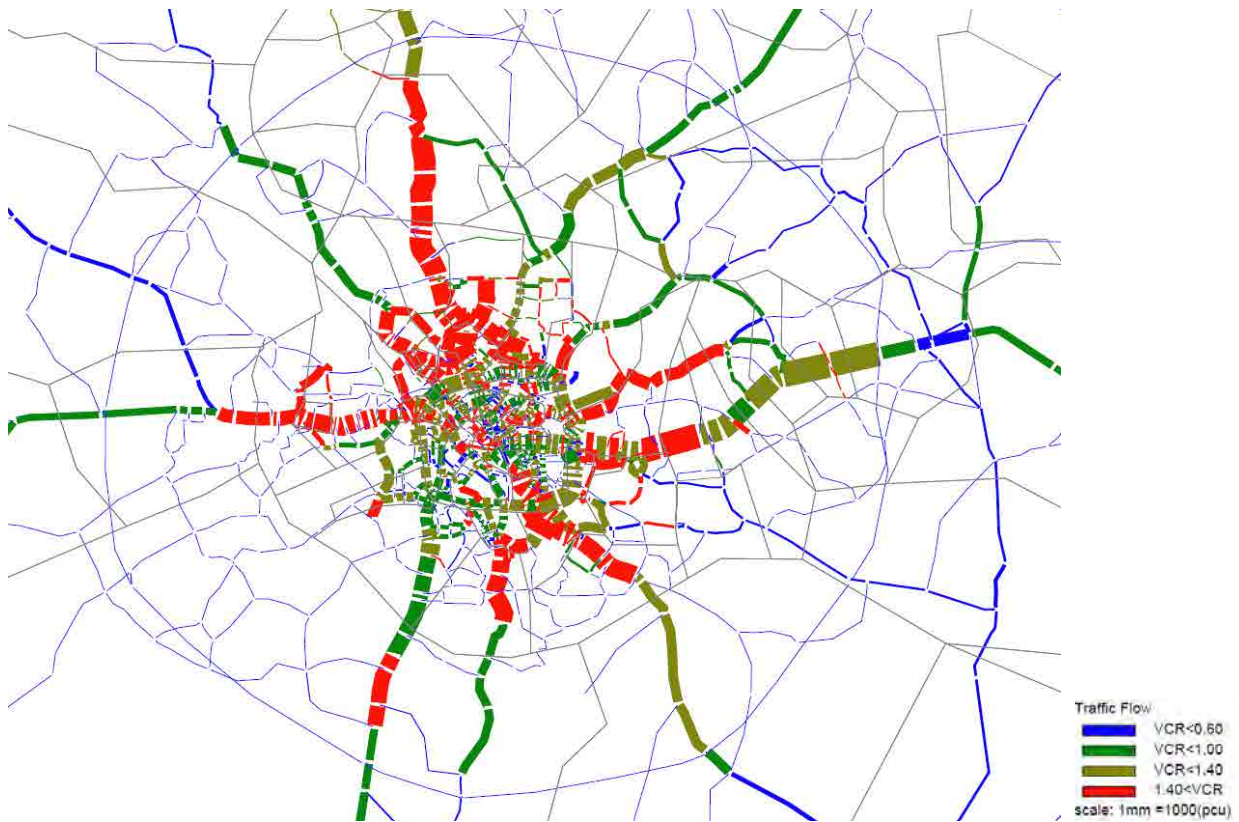 Traffic Flow
VCR<0.60
VCR<1.00
VCR<1.40
1.40<VCR
scale: 1mm =1000(pcu)